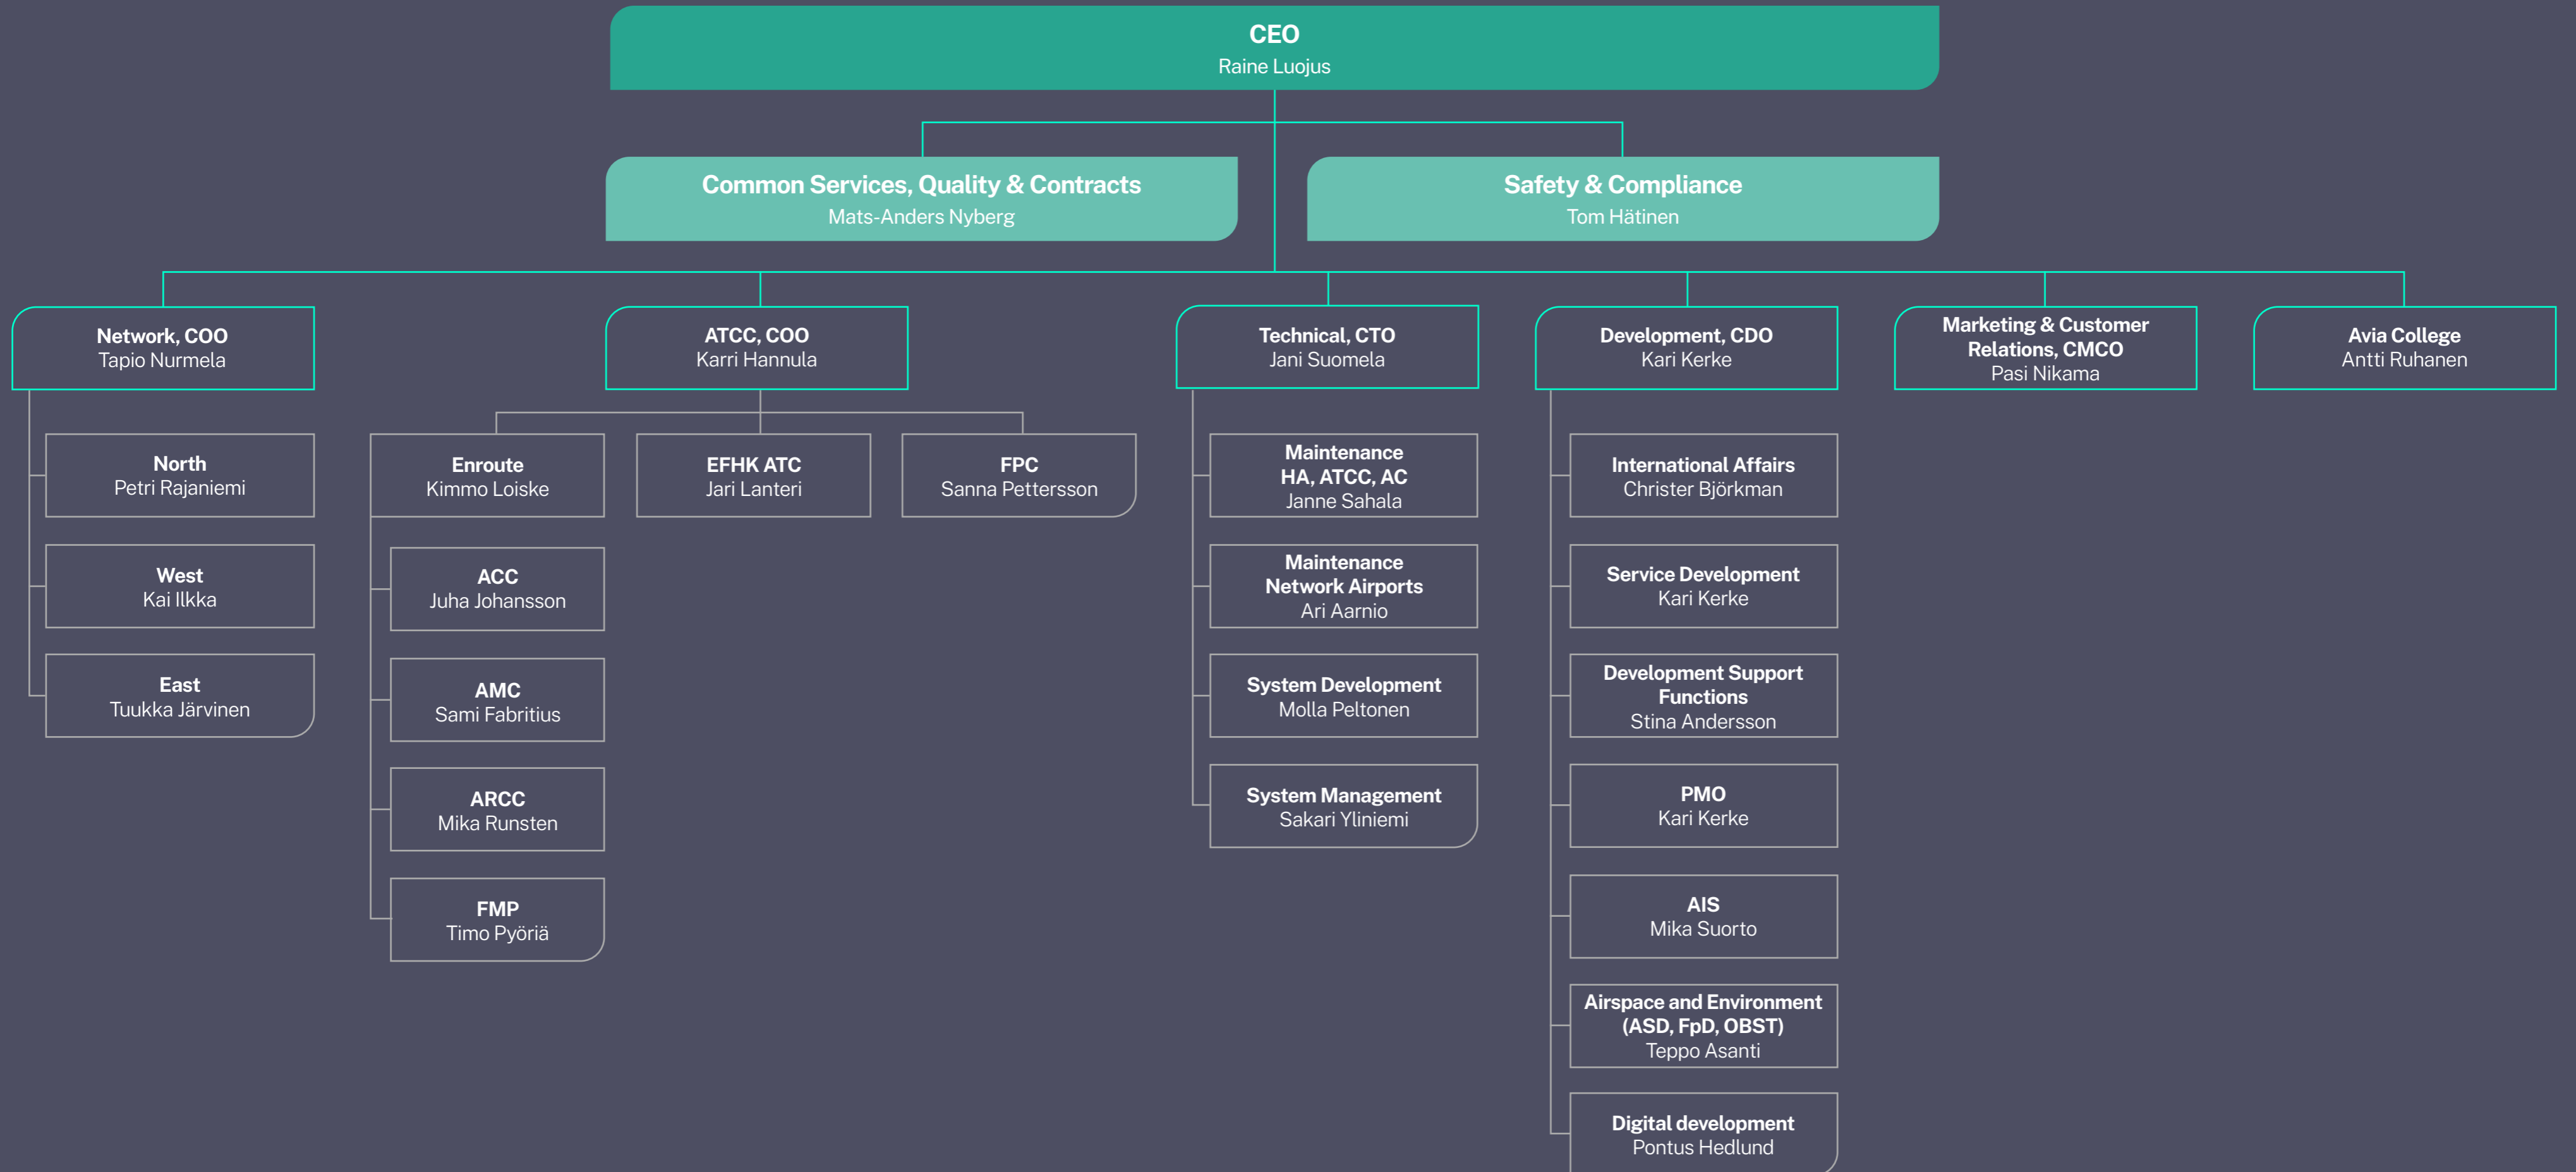 CEO
Raine Luojus
Common Services, Quality & Contracts
Mats-Anders Nyberg
Safety & Compliance
Tom Hätinen
Network, COO
Tapio Nurmela
ATCC, COO
Karri Hannula
Technical, CTO
Jani Suomela
Development, CDO
Kari Kerke
Marketing & Customer
Relations, CMCO
Pasi Nikama
Avia College
Antti Ruhanen
North
Petri Rajaniemi
West
Kai Ilkka
East
Tuukka Järvinen
Enroute
Kimmo Loiske
EFHK ATC
Jari Lanteri
FPC
Sanna Pettersson
ACC
Juha Johansson
AMC
Sami Fabritius
ARCC
Mika Runsten
FMP
Timo Pyöriä
Maintenance
HA, ATCC, AC
Janne Sahala
Maintenance
Network Airports
Ari Aarnio
System Development
Molla Peltonen
System Management
Sakari Yliniemi
International Affairs
Christer Björkman
Service Development
Kari Kerke
Development Support
Functions
Stina Andersson
PMO
Kari Kerke
AIS
Mika Suorto
Airspace and Environment
(ASD, FpD, OBST)
Teppo Asanti
Digital development
Pontus Hedlund